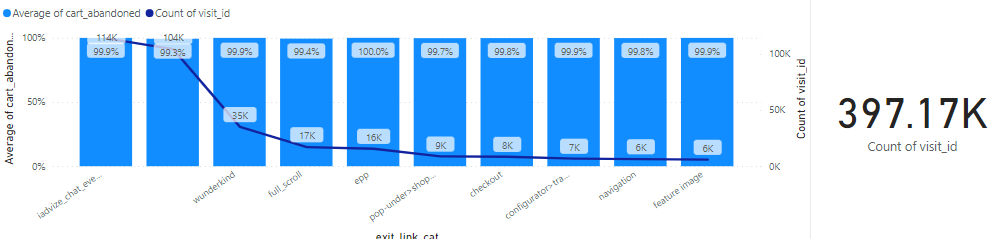 Average of cart_abandoned Count of visit_id
Average of cart_abandon...
100%
50%
0%
114K 104K
99.9% 99.3% 99.9% 99.4% 100.0% 99.7% 99.8% 99.9% 99.8% 99.9%
35K 17K 16K 9K 8K 7K 6K 6K
100K
50K
0K
Count of visit_id
iadvize_chat_eve... wunderkind full_scroll epp pop-under>shop... checkout configurator>tra... navigation feature image
exit_link_cat
397.17K
Count of visit_id